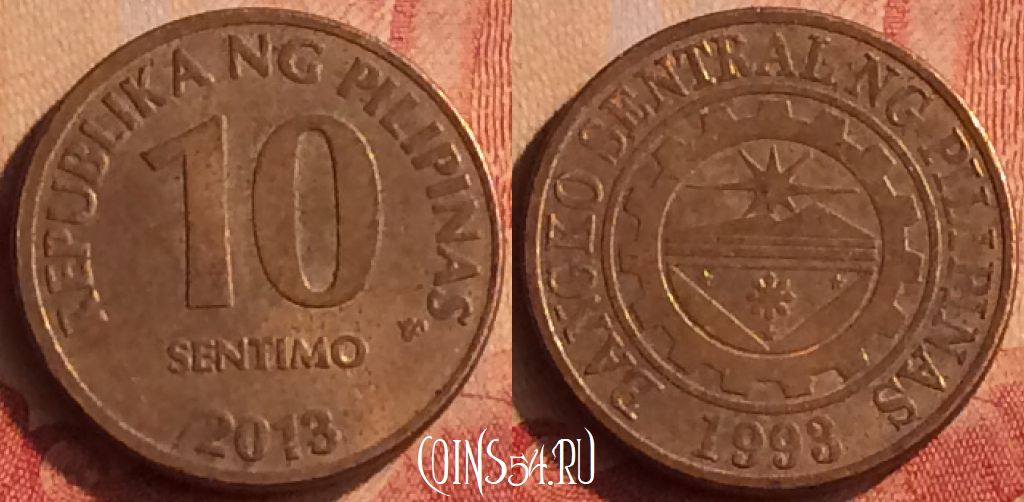 REPUBLIKA NG PILIPINAS
10
SENTIMO
2013
BANGKO SENTRAL NG PILIPINAS
1993
COINS54.RU